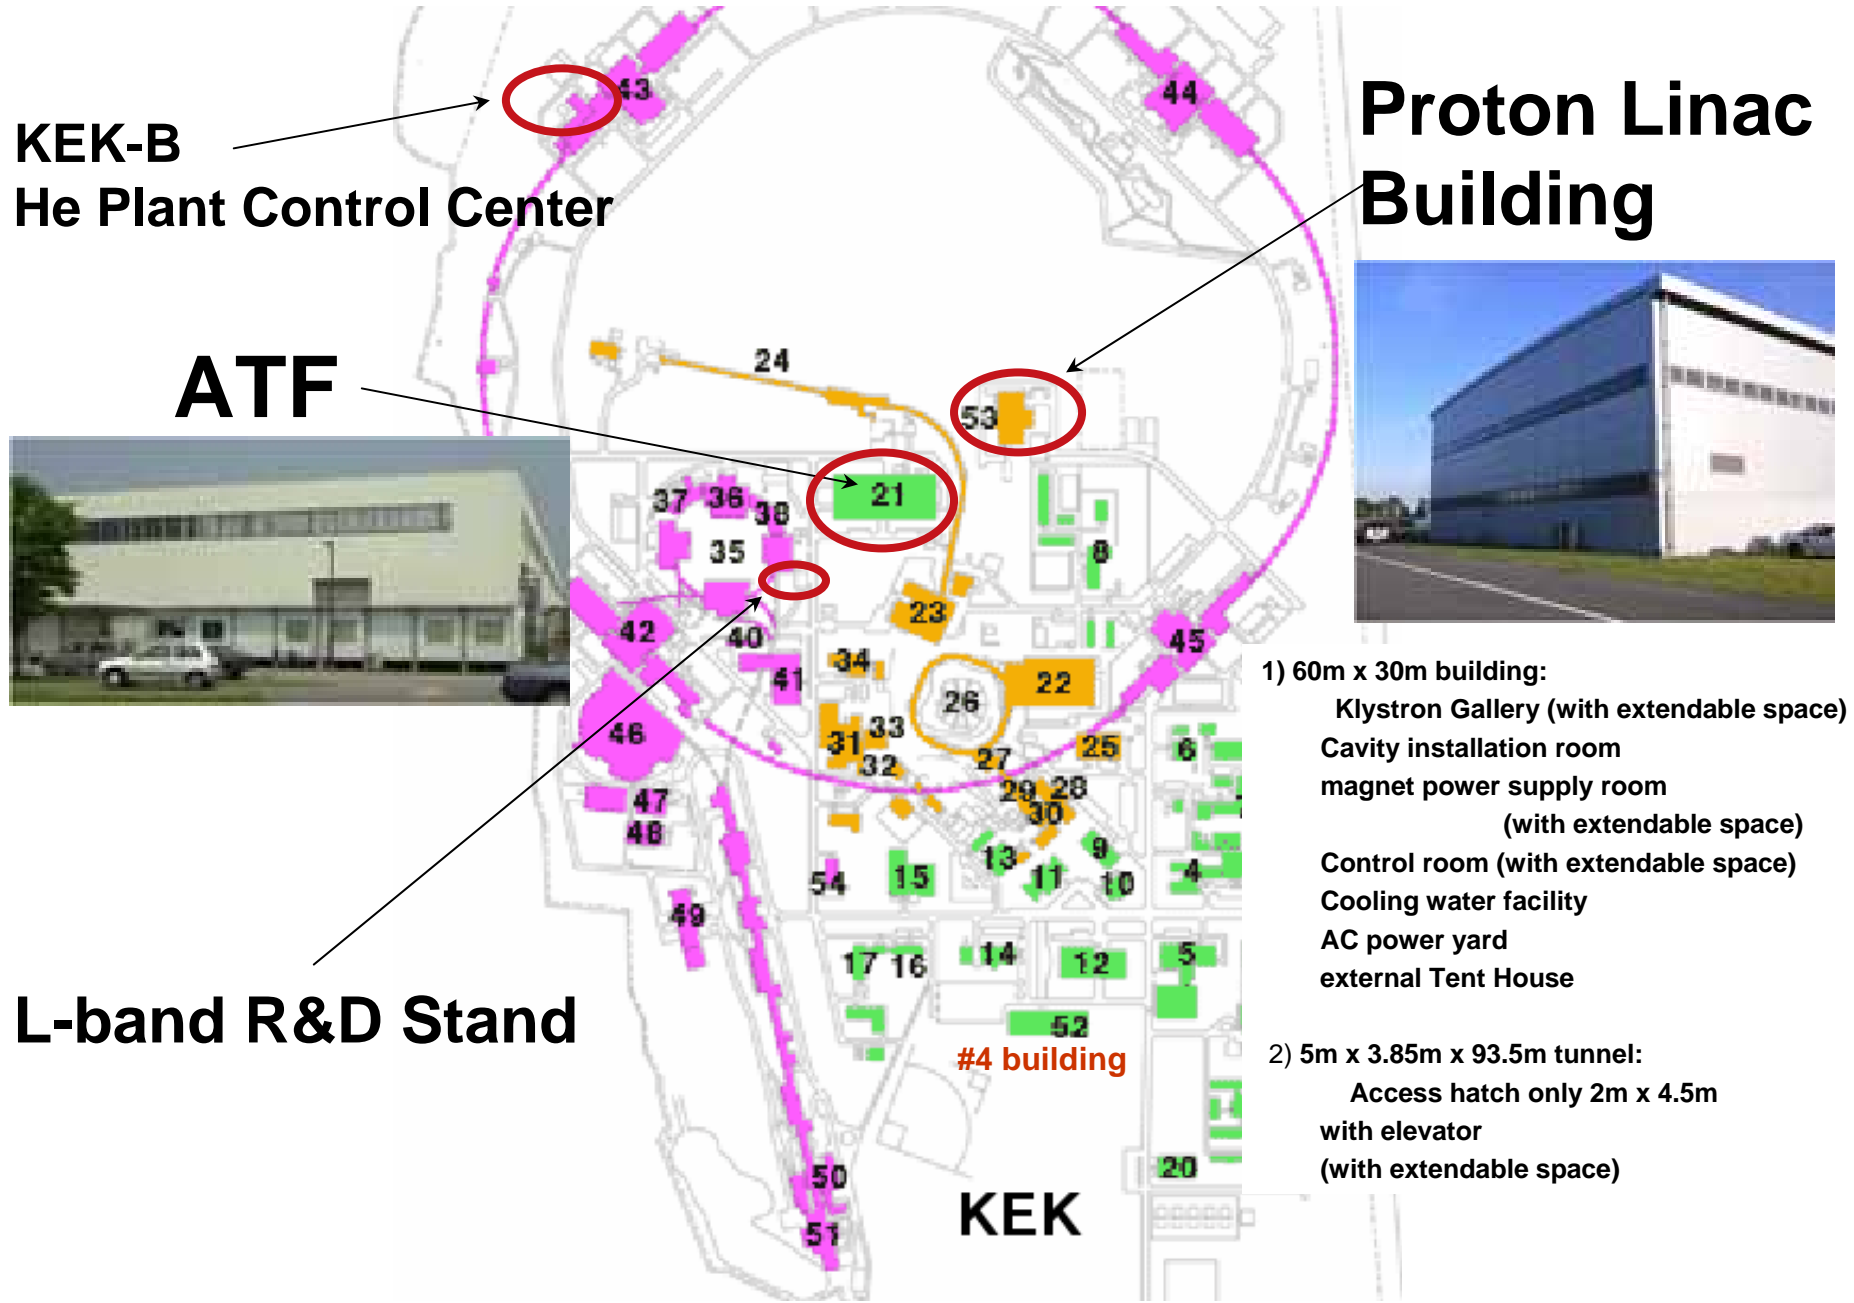 43
44
Proton Linac
Building
KEK-B
He Plant Control Center
24
ATF
53
21
37
36
38
35
8
23
42
40
45
34
41
22
26
46
33
31
32
27
25
6
29
28
30
47
48
13
9
11
10
4
15
54
49
17
16
14
12
5
52
#4 building
L-band R&D Stand
50
51
20
KEK
1) 60m x 30m building:
Klystron Gallery (with extendable space)
Cavity installation room
magnet power supply room
(with extendable space)
Control room (with extendable space)
Cooling water facility
AC power yard
external Tent House
2) 5m x 3.85m x 93.5m tunnel:
Access hatch only 2m x 4.5m
with elevator
(with extendable space)